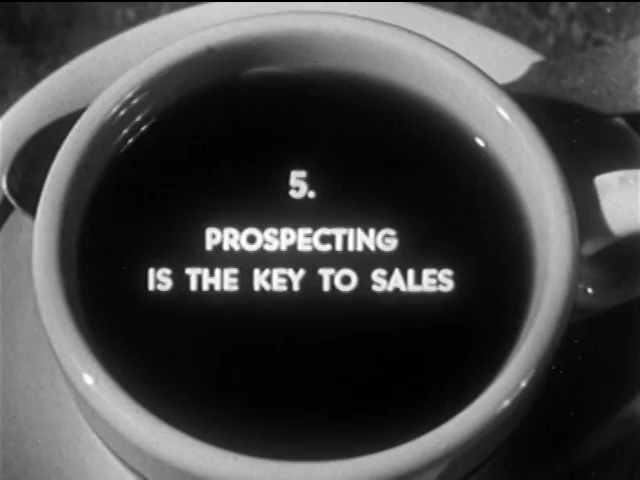 5.
PROSPECTING
IS THE KEY TO SALES